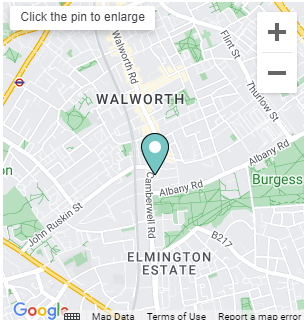 Click the pin to enlarge
Flint St
Walworth Rd
WALWORTH
Thurlow St
Albany Rd
Burgess
Camberwell Rd
Albany Rd
John Ruskin St
B217
ELMINGTON
ESTATE
on
Google
Map Data
Terms of Use
Report a map error